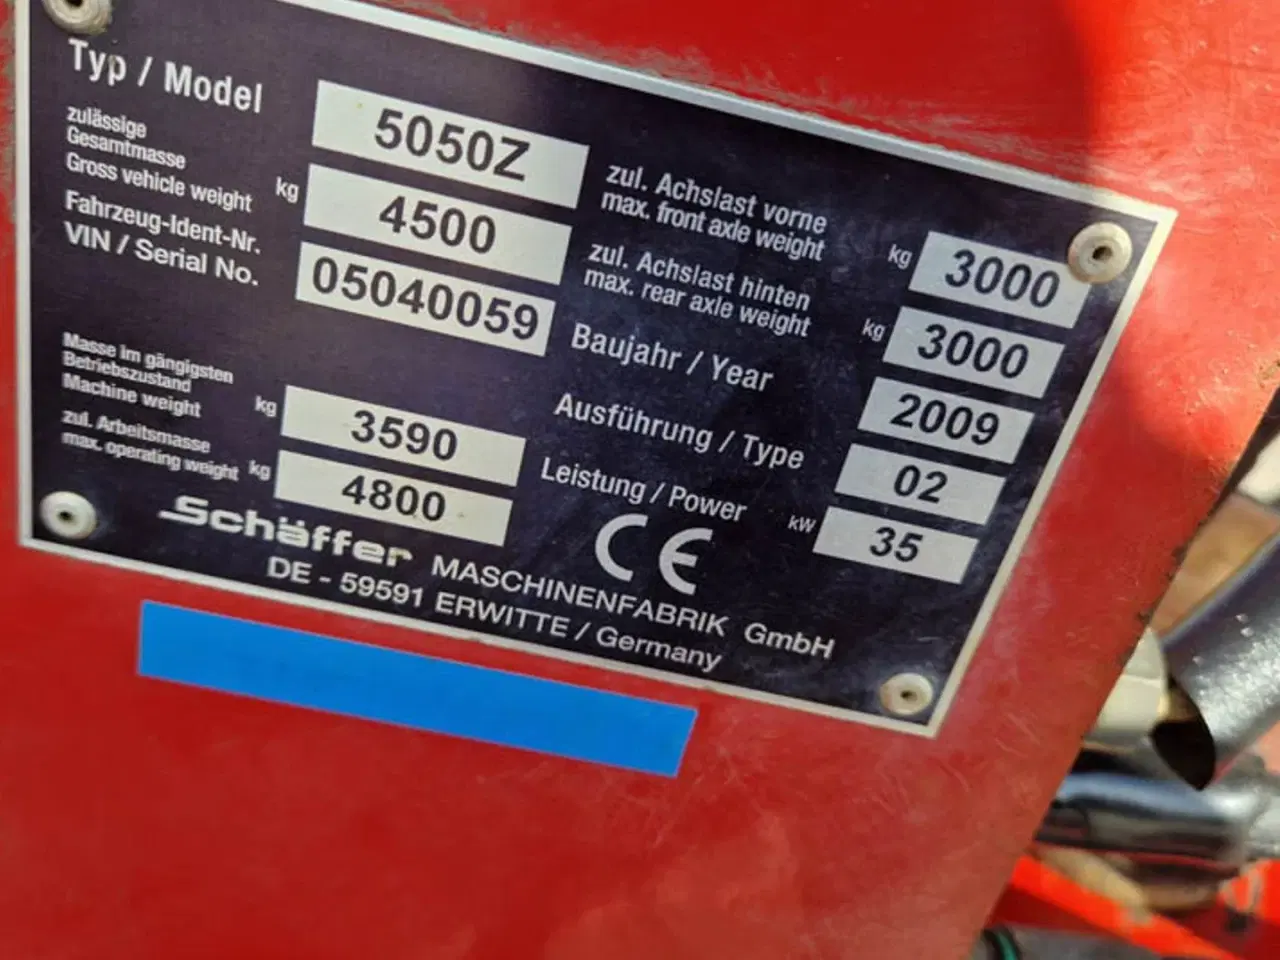 Typ / Model 5050Z
zulässige
Gesamtmasse
Gross vehicle weight kg 4500
Fahrzeug-Ident-Nr.
VIN / Serial No. 05040059
Masse im gängigsten
Betriebszustand
Machine weight kg 3590
zul. Arbeitsmasse
max. operating weight kg 4800
zul. Achslast vorne
max. front axle weight kg 3000
zul. Achslast hinten
max. rear axle weight kg 3000
Baujahr / Year 2009
Ausführung / Type 02
Leistung / Power kW 35
CE
Schäffer MASCHINENFABRIK GmbH
DE - 59591 ERWITTE / Germany